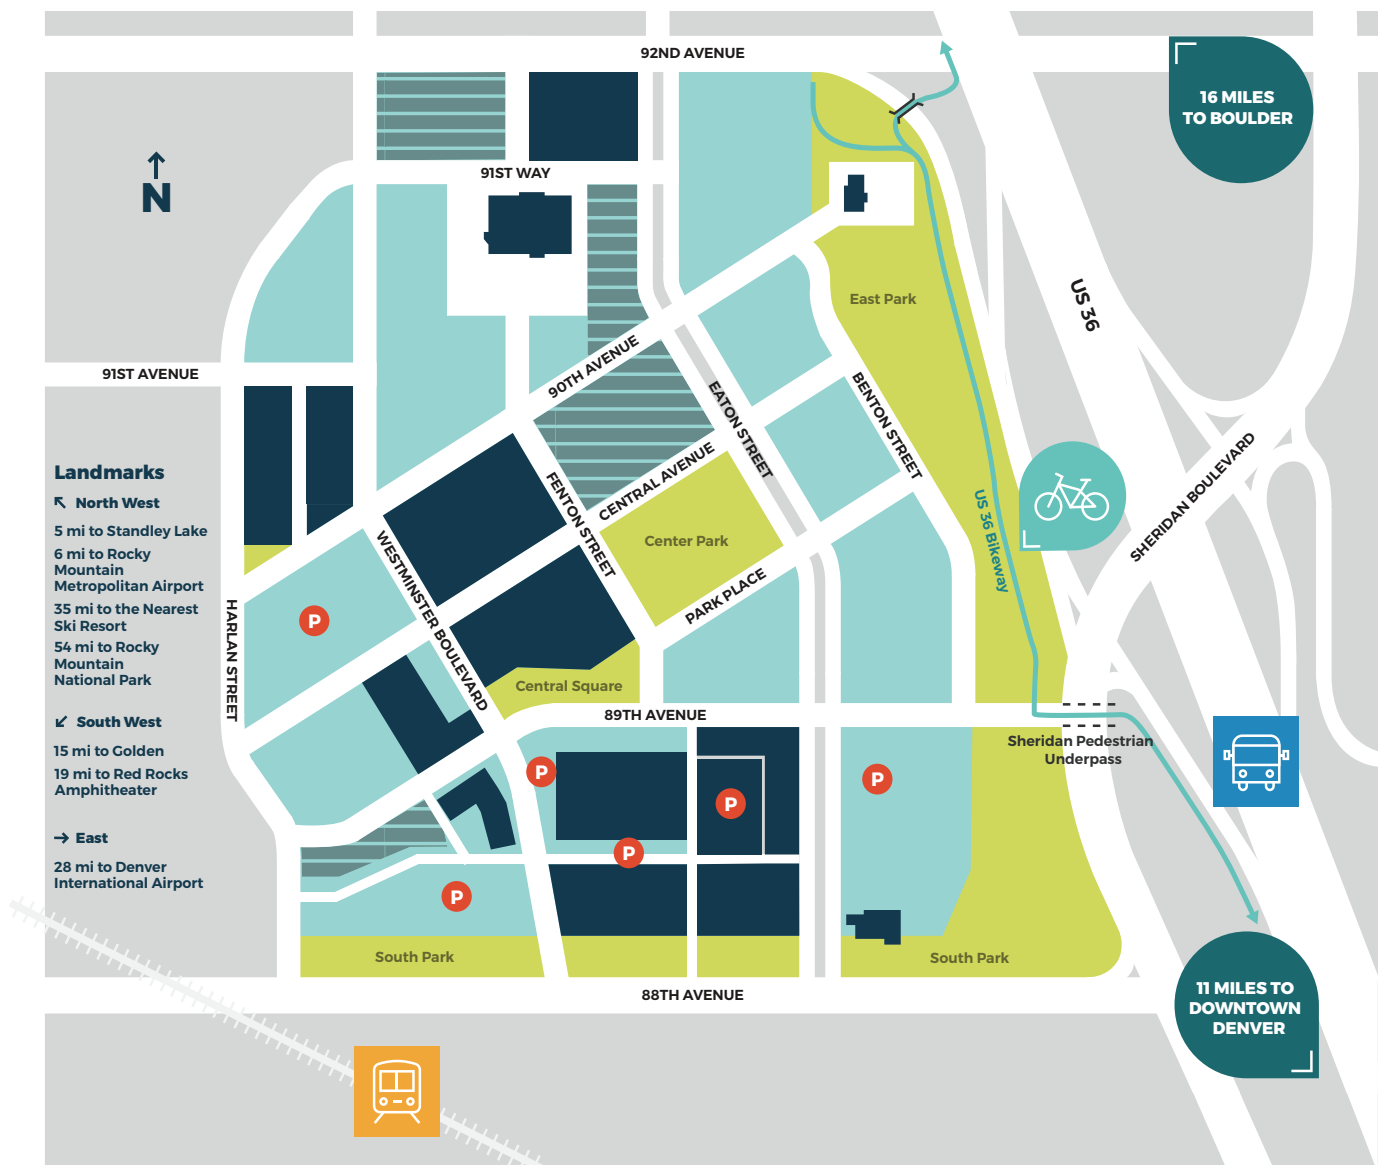 92ND AVENUE
16 MILES
TO BOULDER
91ST WAY
N
East Park
US 36
91ST AVENUE
90TH AVENUE
EATON STREET
BENTON STREET
SHERIDAN BOULEVARD
Landmarks
North West
5 mi to Standley Lake
6 mi to Rocky
Mountain
Metropolitan Airport
35 mi to the Nearest
Ski Resort
54 mi to Rocky
Mountain
National Park
South West
15 mi to Golden
19 mi to Red Rocks
Amphitheater
East
28 mi to Denver
International Airport
CENTRAL AVENUE
FENTON STREET
Center Park
US 36 Bikeway
WESTMINSTER BOULEVARD
PARK PLACE
HARLAN STREET
P
Central Square
89TH AVENUE
Sheridan Pedestrian
Underpass
P
P
P
P
P
South Park
South Park
88TH AVENUE
11 MILES TO
DOWNTOWN
DENVER